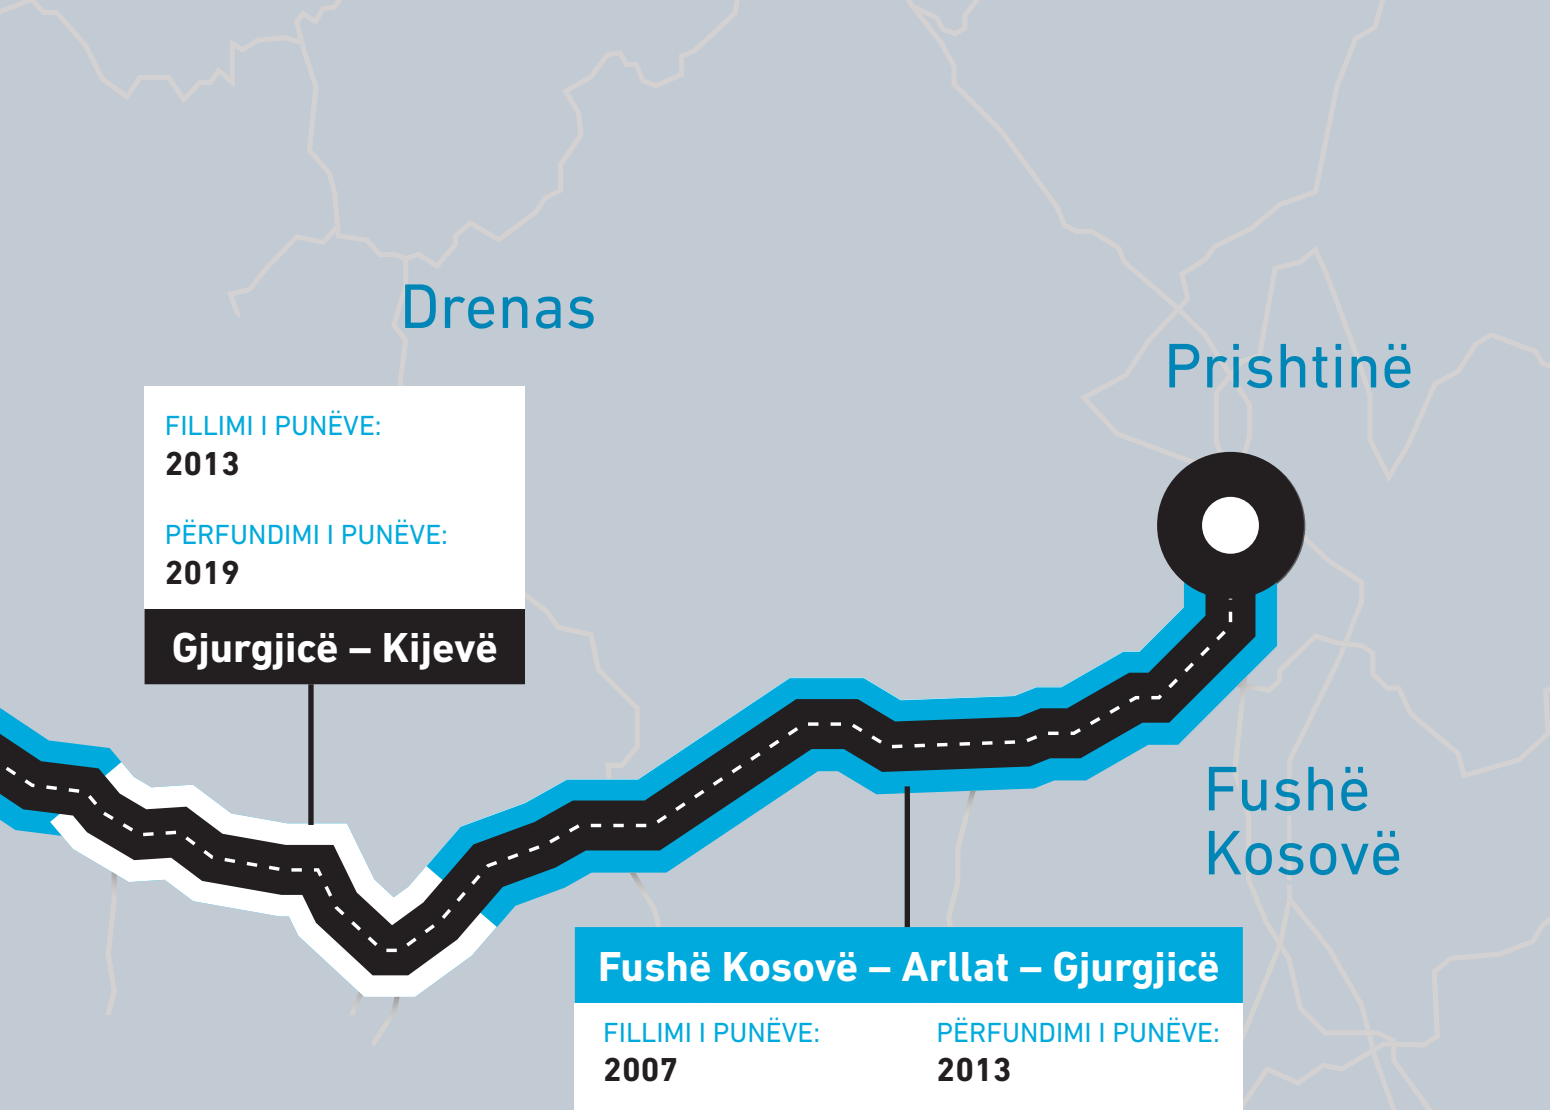 Drenas
Prishtinë
FILLIMI I PUNËVE:
2013
PËRFUNDIMI I PUNËVE:
2019
Gjurgjicë – Kijevë
Fushë
Kosovë
Fushë Kosovë – Arllat – Gjurgjicë
FILLIMI I PUNËVE:
2007
PËRFUNDIMI I PUNËVE:
2013